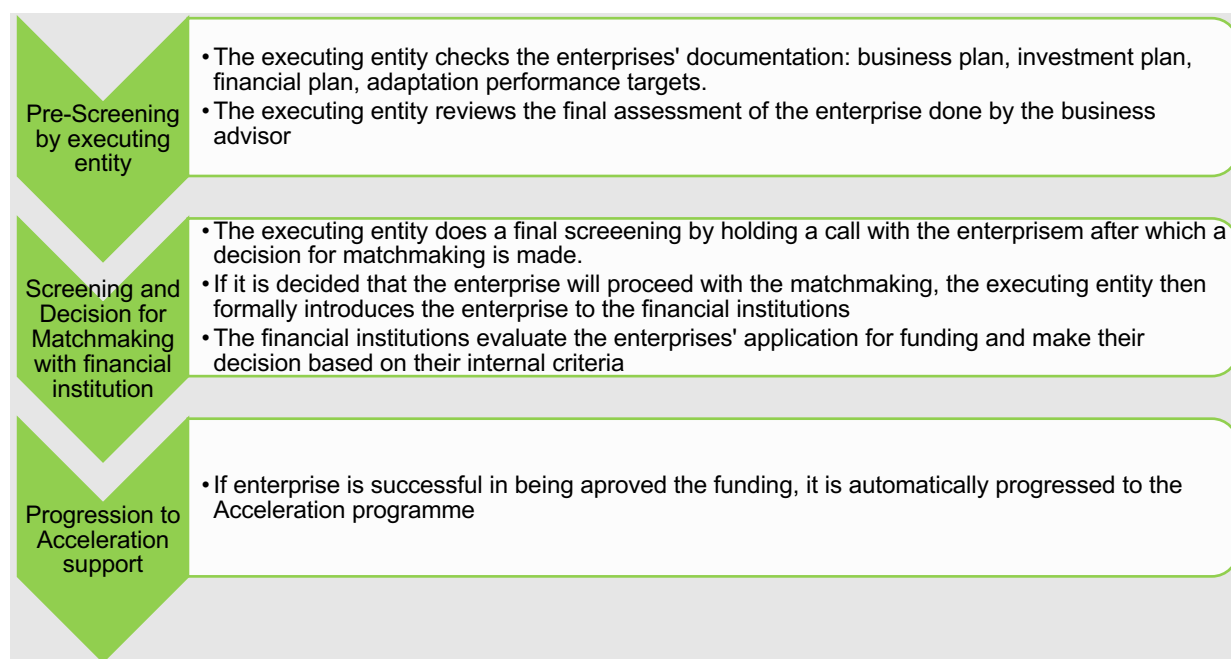 Pre-Screening
by executing
entity
• The executing entity checks the enterprises' documentation: business plan, investment plan,
financial plan, adaptation performance targets.
• The executing entity reviews the final assessment of the enterprise done by the business
advisor
Screening and
Decision for
Matchmaking
with financial
institution
• The executing entity does a final screeening by holding a call with the enterprisem after which a
decision for matchmaking is made.
• If it is decided that the enterprise will proceed with the matchmaking, the executing entity then
formally introduces the enterprise to the financial institutions
• The financial institutions evaluate the enterprises' application for funding and make their
decision based on their internal criteria
Progression to
Acceleration
support
• If enterprise is successful in being aproved the funding, it is automatically progressed to the
Acceleration programme